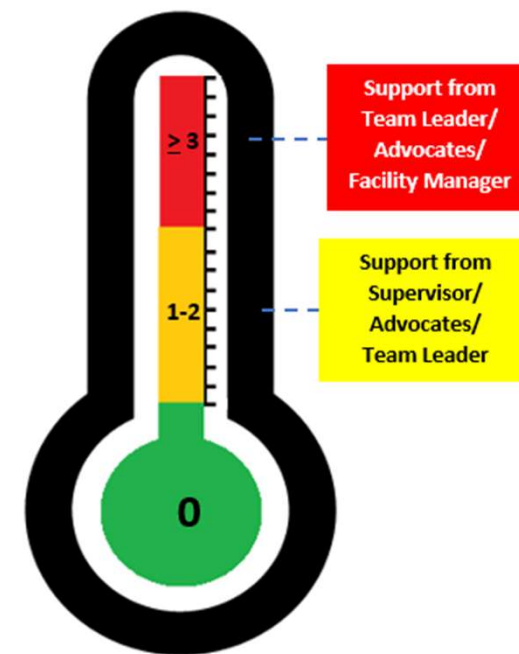 Support from
Team Leader/
Advocates/
Facility Manager
≥ 3
Support from
Supervisor/
Advocates/
Team Leader
1-2
0